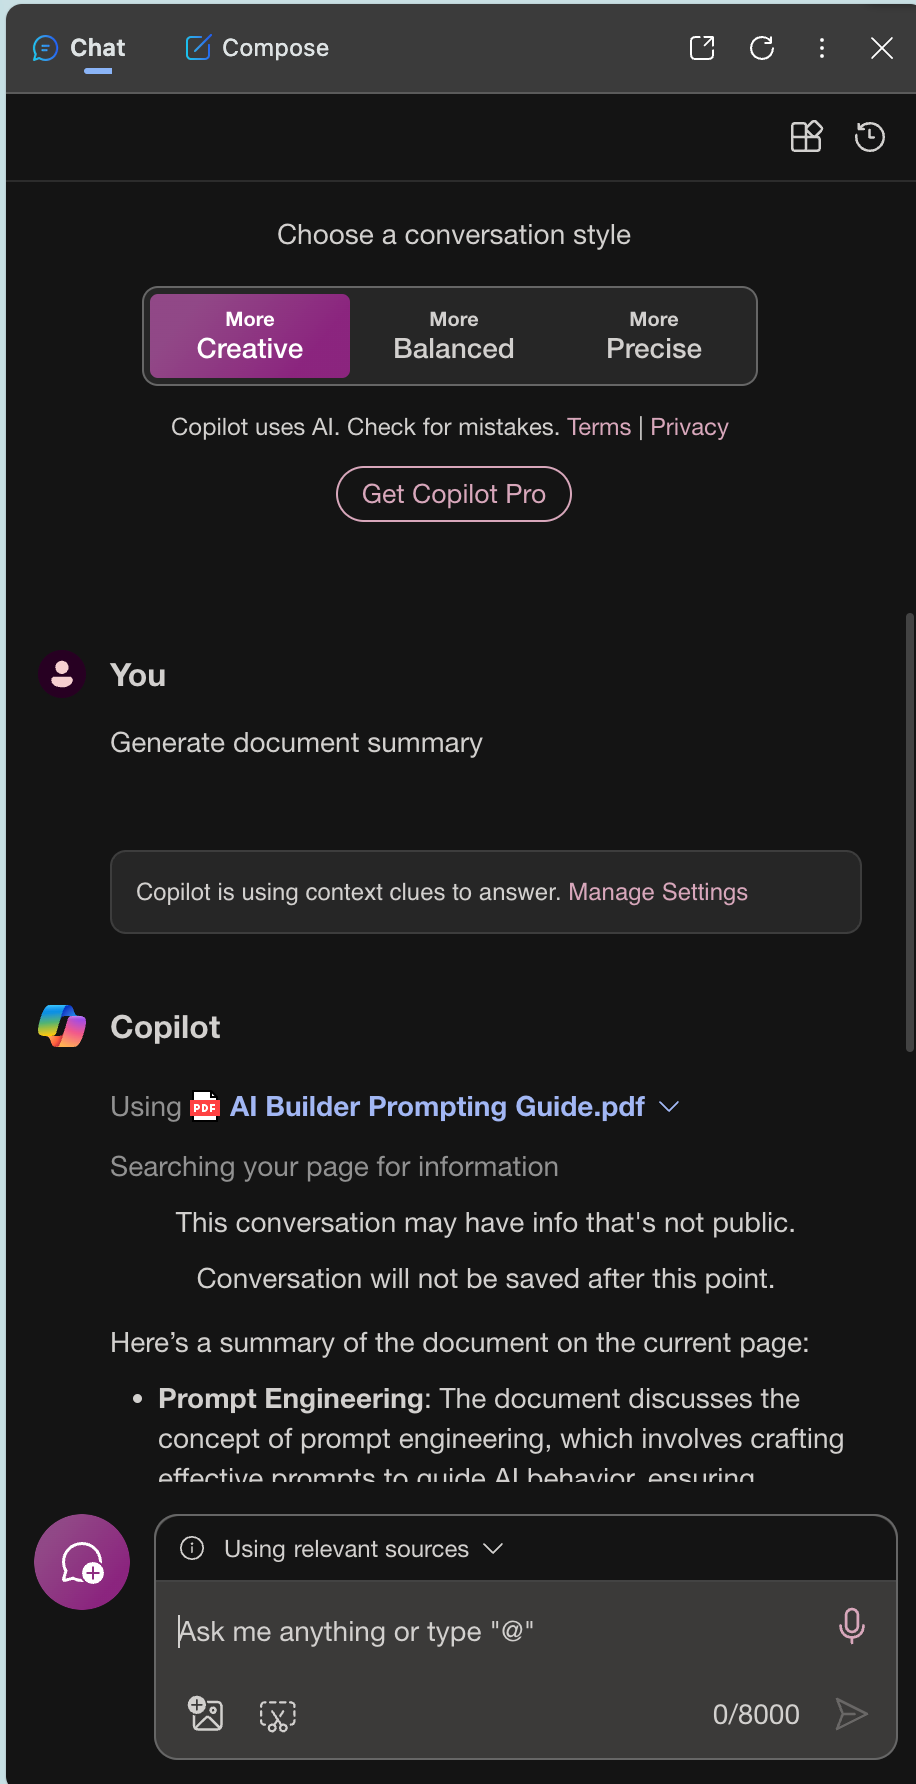 Chat
Compose
Choose a conversation style
More
Creative
More
Balanced
More
Precise
Copilot uses AI. Check for mistakes. Terms | Privacy
Get Copilot Pro
You
Generate document summary
Copilot is using context clues to answer. Manage Settings
Copilot
Using PDF AI Builder Prompting Guide.pdf
Searching your page for information
This conversation may have info that's not public.
Conversation will not be saved after this point.
Here’s a summary of the document on the current page:
• Prompt Engineering: The document discusses the
concept of prompt engineering, which involves crafting
effective prompts to guide AI behavior, ensuring
Using relevant sources
Ask me anything or type "@"
0/8000